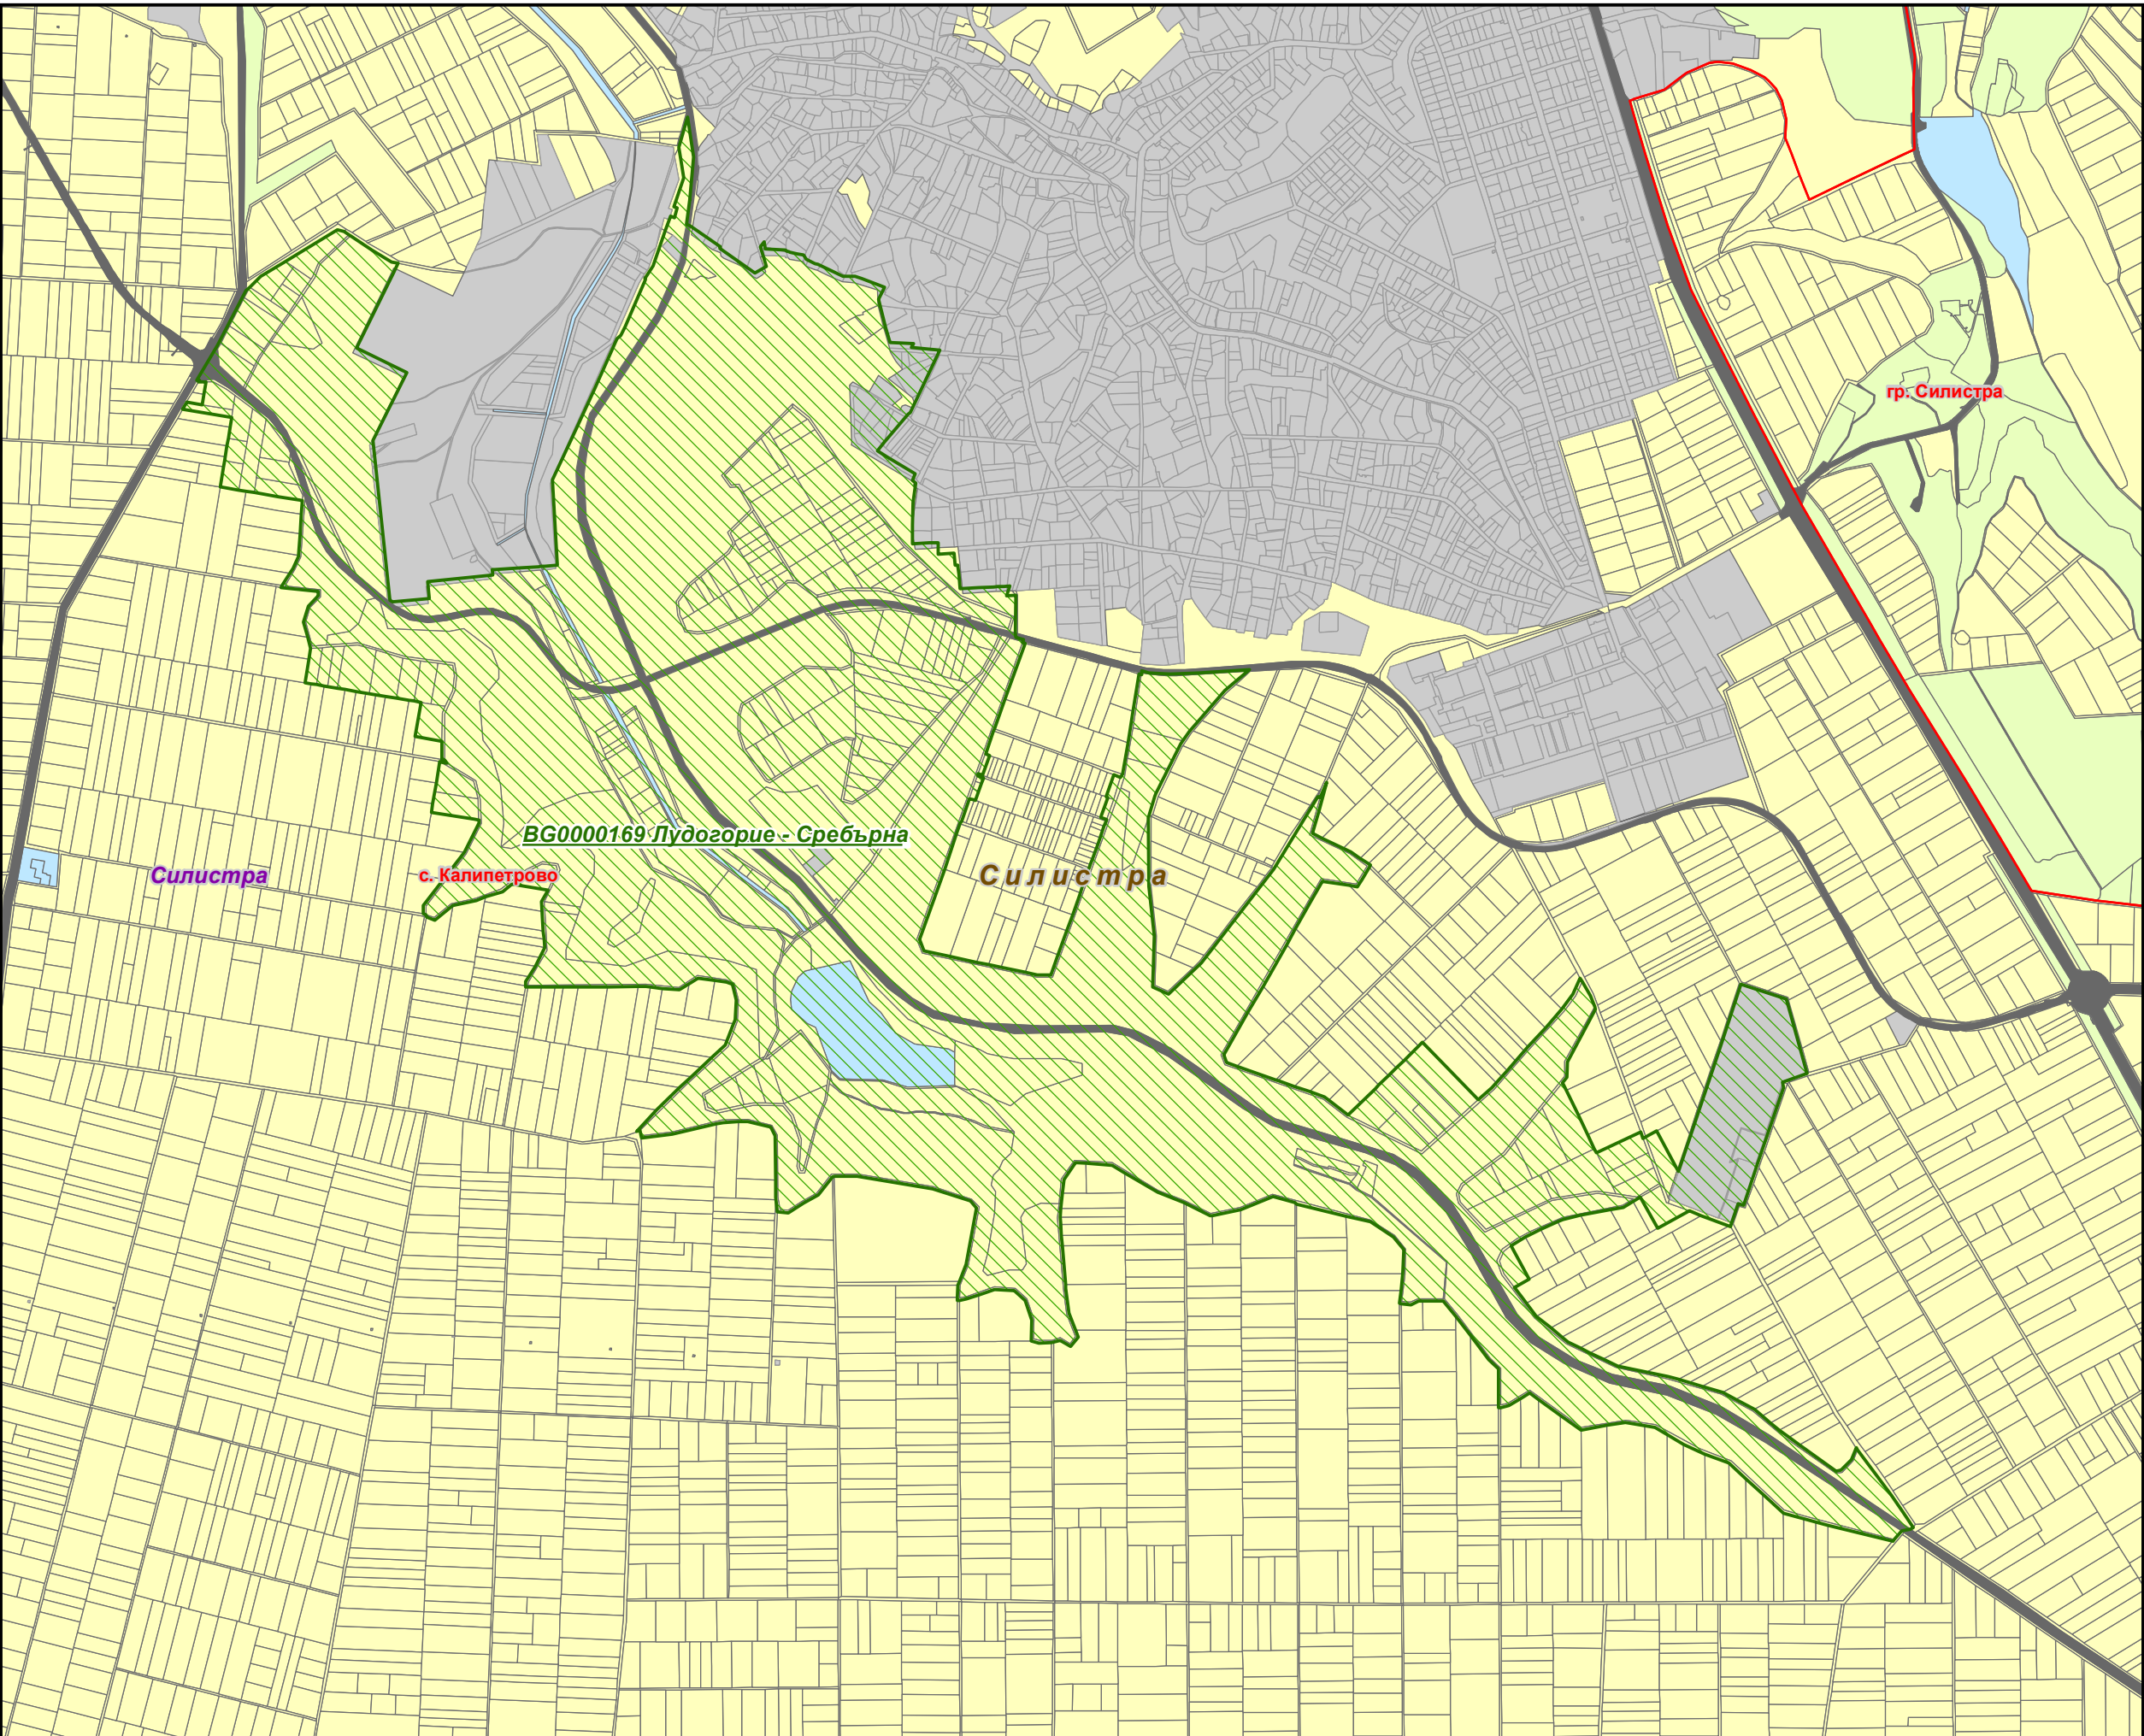 гр. Силистра
BG0000169 Лудогорие - Сребърна
Силистра
с. Калипетрово
Силистра